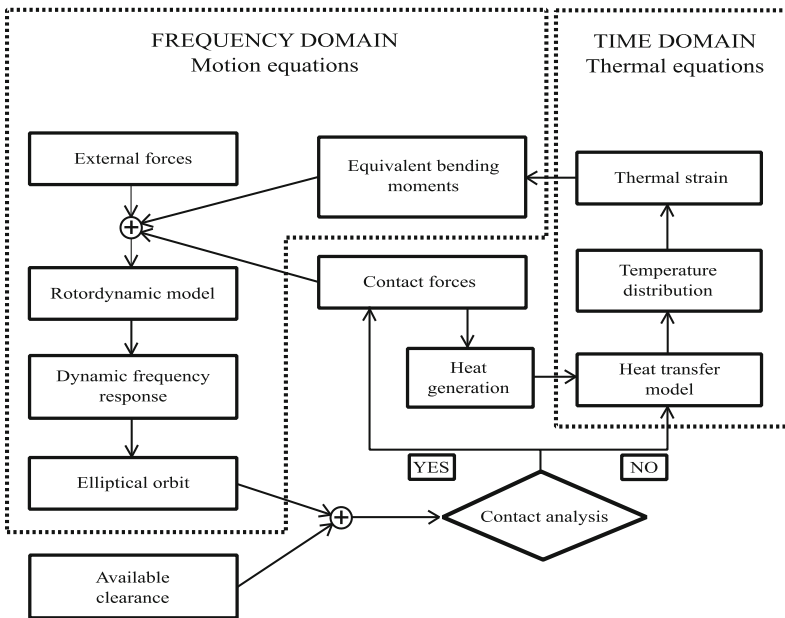 FREQUENCY DOMAIN
Motion equations
TIME DOMAIN
Thermal equations
External forces
Equivalent bending
moments
Thermal strain
Rotordynamic model
Contact forces
Temperature
distribution
Dynamic frequency
response
Heat
generation
Heat transfer
model
Elliptical orbit
YES
NO
Contact analysis
Available
clearance